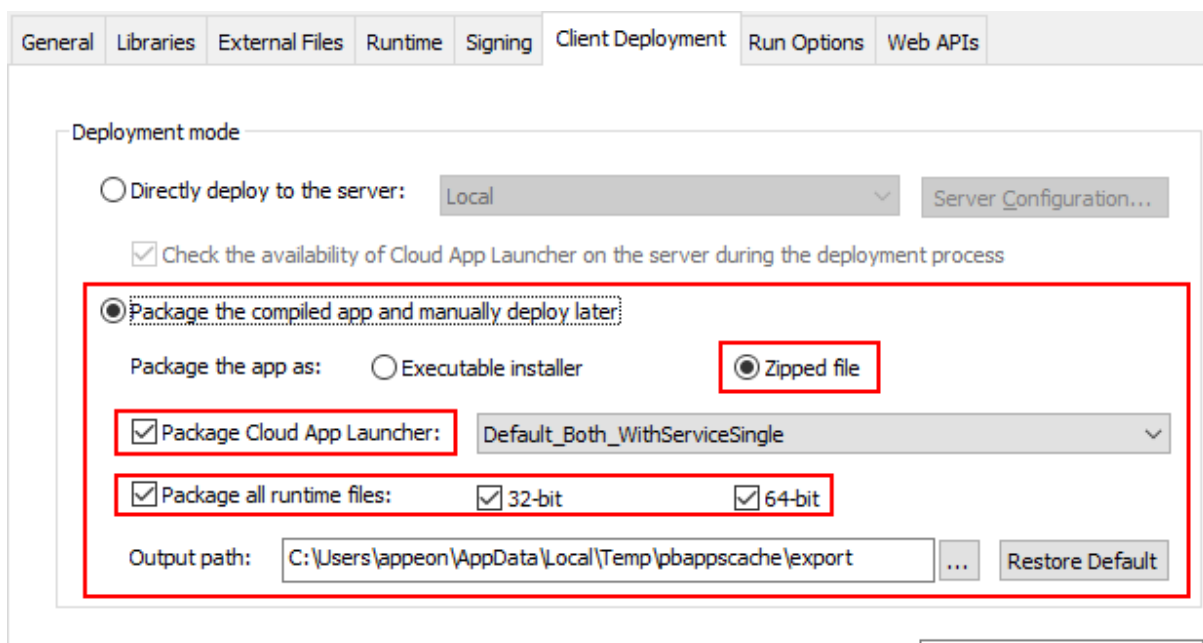 General Libraries External Files Runtime Signing Client Deployment Run Options Web APIs
Deployment mode
Directly deploy to the server: Local Server Configuration...
Check the availability of Cloud App Launcher on the server during the deployment process
Package the compiled app and manually deploy later
Package the app as: Executable installer Zipped file
Package Cloud App Launcher: Default_Both_WithServiceSingle
Package all runtime files: 32-bit 64-bit
Output path: C:\Users\appeon\AppData\Local\Temp\pbappscache\export ... Restore Default